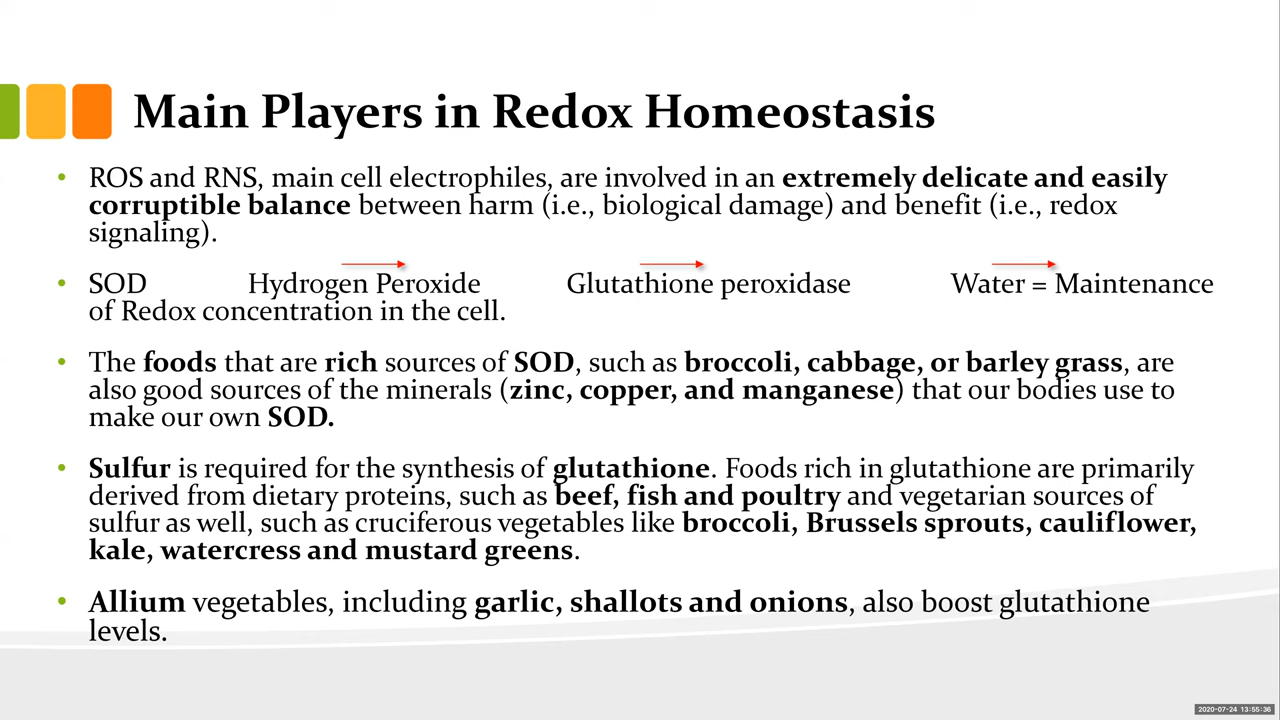 Main Players in Redox Homeostasis
• ROS and RNS, main cell electrophiles, are involved in an extremely delicate and easily
corruptible balance between harm (i.e., biological damage) and benefit (i.e., redox
signaling).
• SOD Hydrogen Peroxide Glutathione peroxidase Water = Maintenance
of Redox concentration in the cell.
• The foods that are rich sources of SOD, such as broccoli, cabbage, or barley grass, are
also good sources of the minerals (zinc, copper, and manganese) that our bodies use to
make our own SOD.
• Sulfur is required for the synthesis of glutathione. Foods rich in glutathione are primarily
derived from dietary proteins, such as beef, fish and poultry and vegetarian sources of
sulfur as well, such as cruciferous vegetables like broccoli, Brussels sprouts, cauliflower,
kale, watercress and mustard greens.
• Allium vegetables, including garlic, shallots and onions, also boost glutathione
levels.
2020-07-24 13:55:36